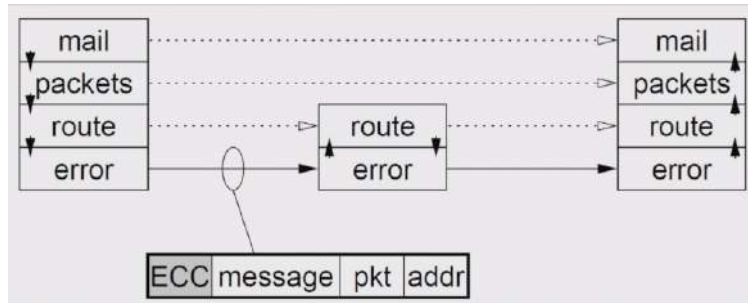 mail mail
packets packets
route route route
error error error
ECC message pkt addr